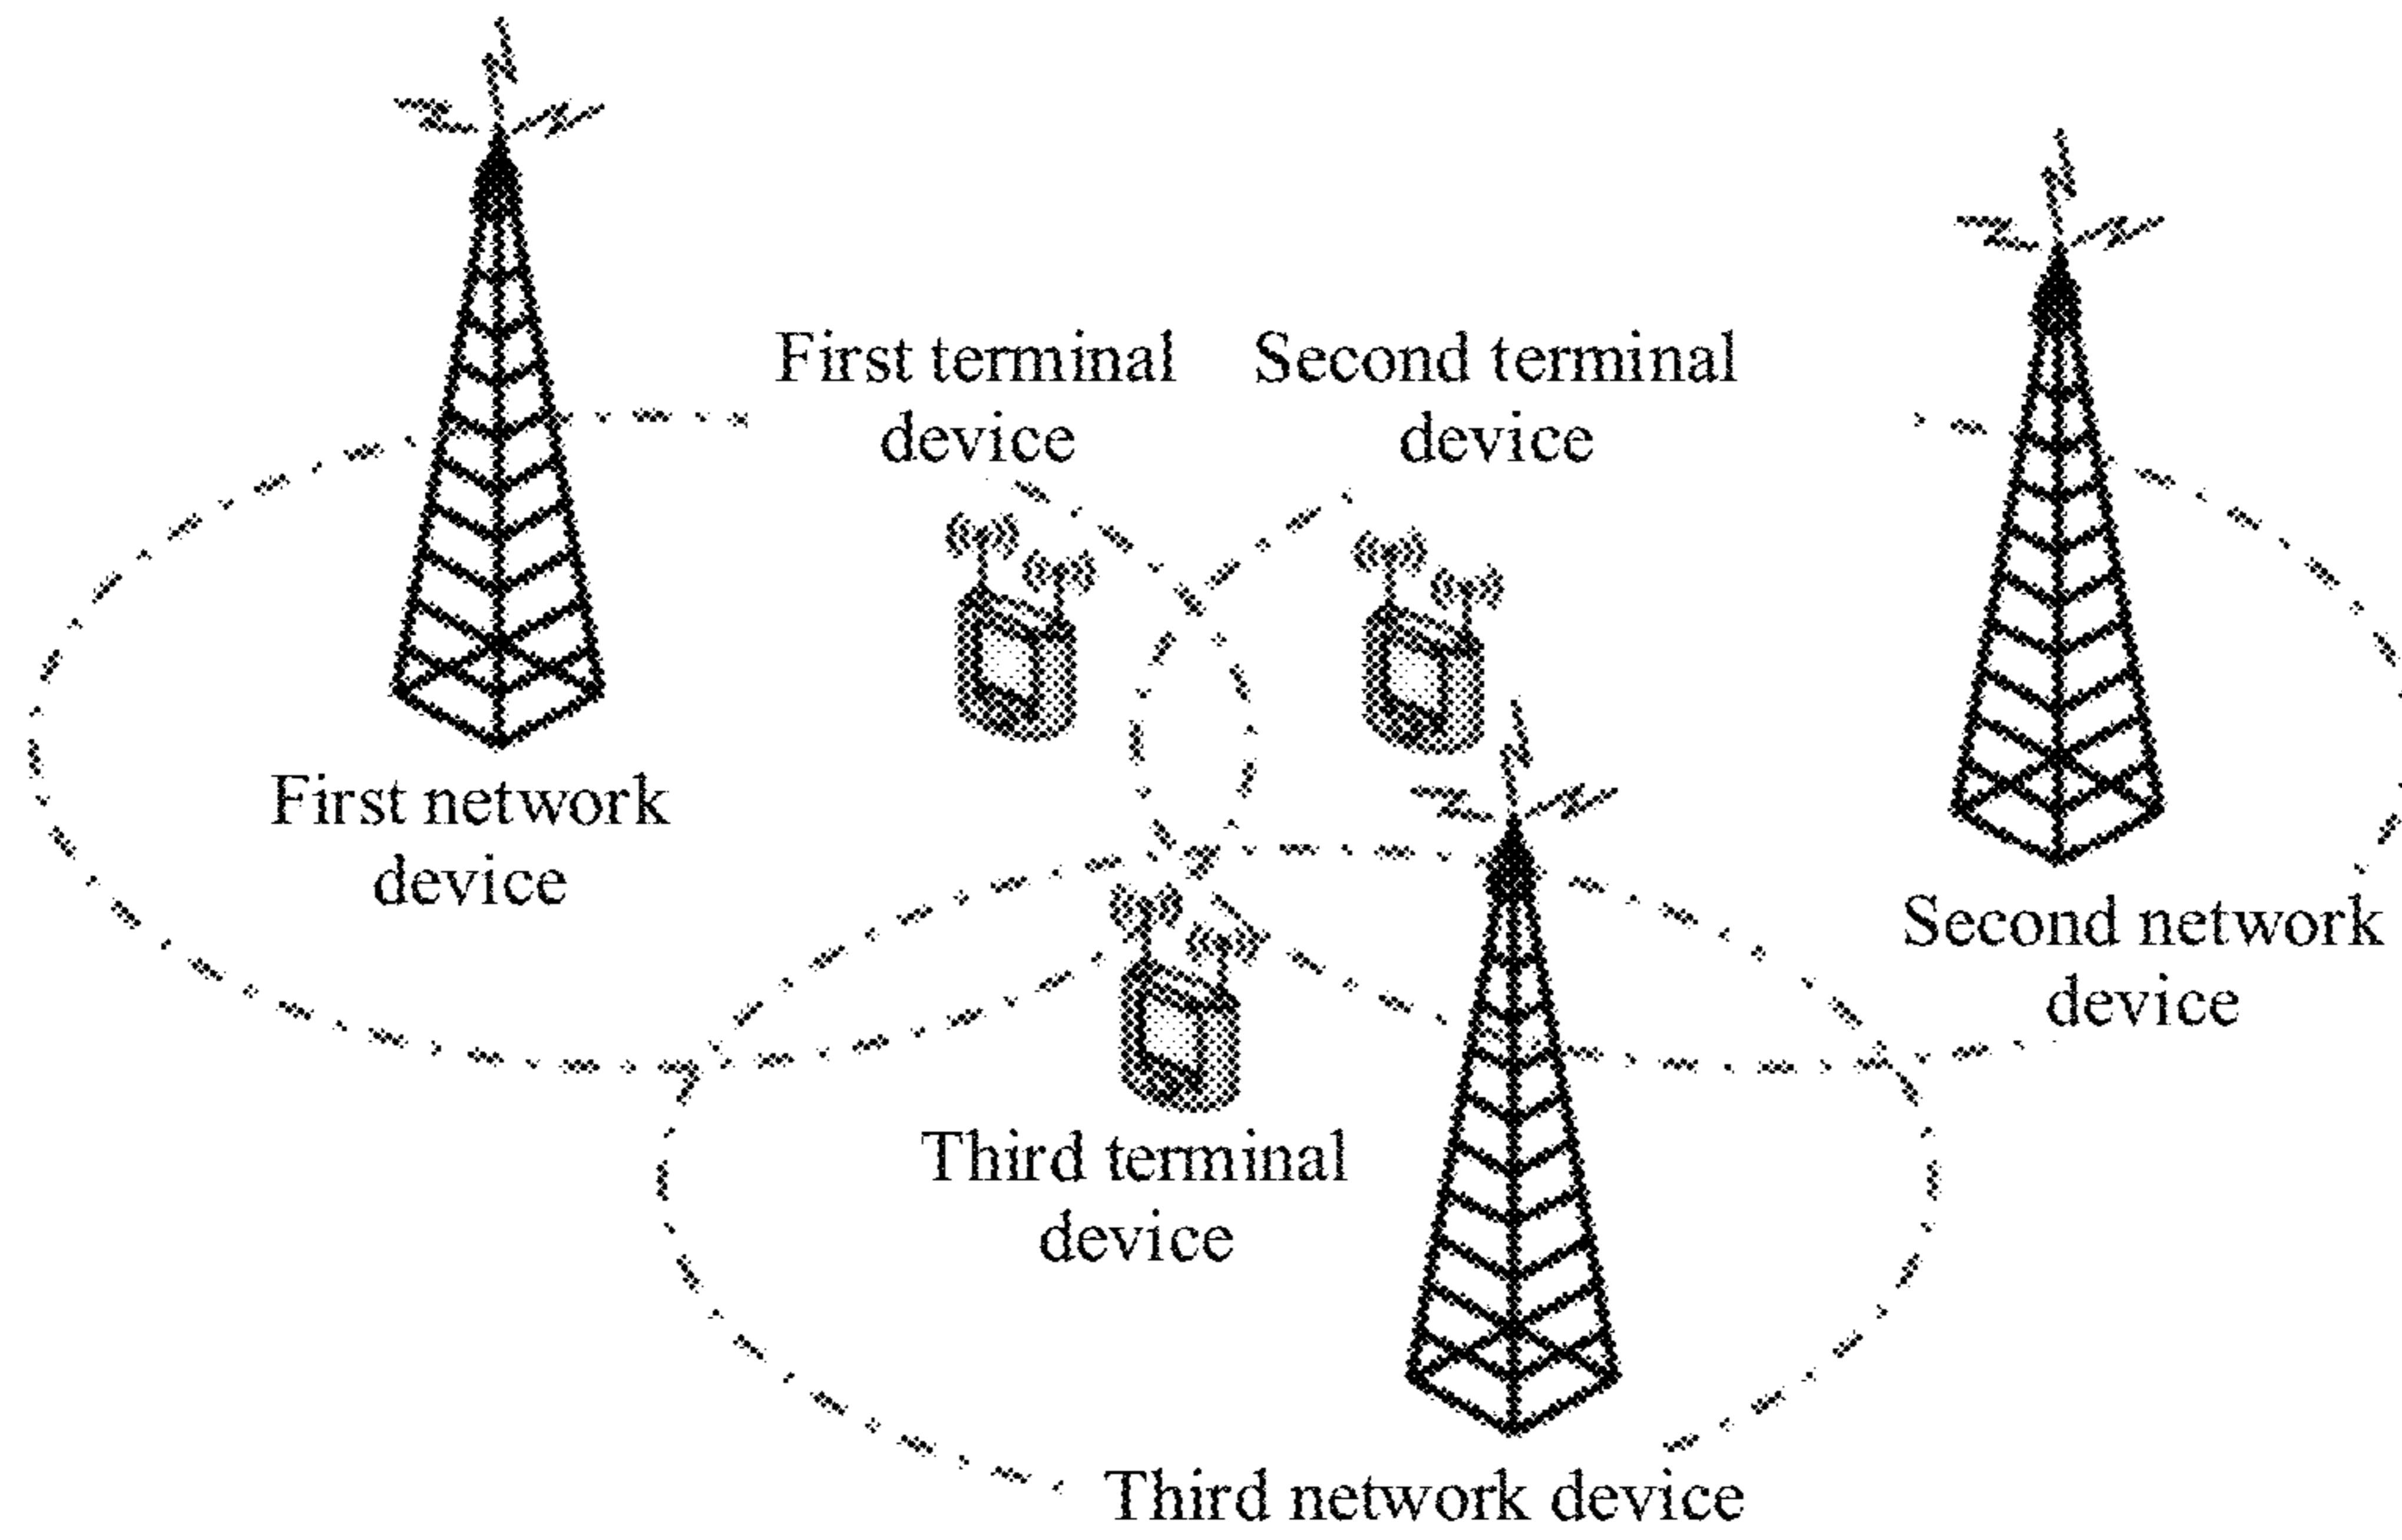 First terminal
device
Second terminal
device
First network
device
Second network
device
Third terminal
device
Third network device